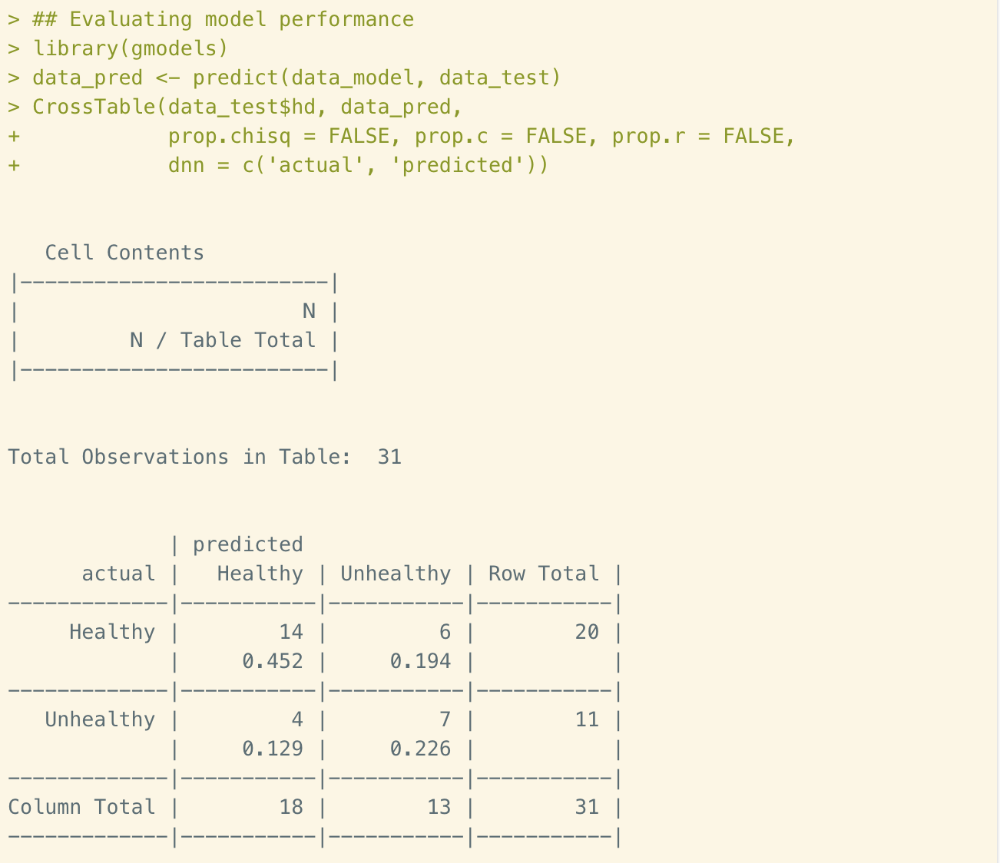 > ## Evaluating model performance
> library(gmodels)
> data_pred <- predict(data_model, data_test)
> CrossTable(data_test$hd, data_pred,
+            prop.chisq = FALSE, prop.c = FALSE, prop.r = FALSE,
+            dnn = c('actual', 'predicted'))
   Cell Contents
|-------------------------|
|                       N |
|         N / Table Total |
|-------------------------|
Total Observations in Table:  31
             | predicted
      actual |   Healthy | Unhealthy | Row Total |
-------------|-----------|-----------|-----------|
     Healthy |        14 |         6 |        20 |
             |     0.452 |     0.194 |           |
-------------|-----------|-----------|-----------|
   Unhealthy |         4 |         7 |        11 |
             |     0.129 |     0.226 |           |
-------------|-----------|-----------|-----------|
Column Total |        18 |        13 |        31 |
-------------|-----------|-----------|-----------|